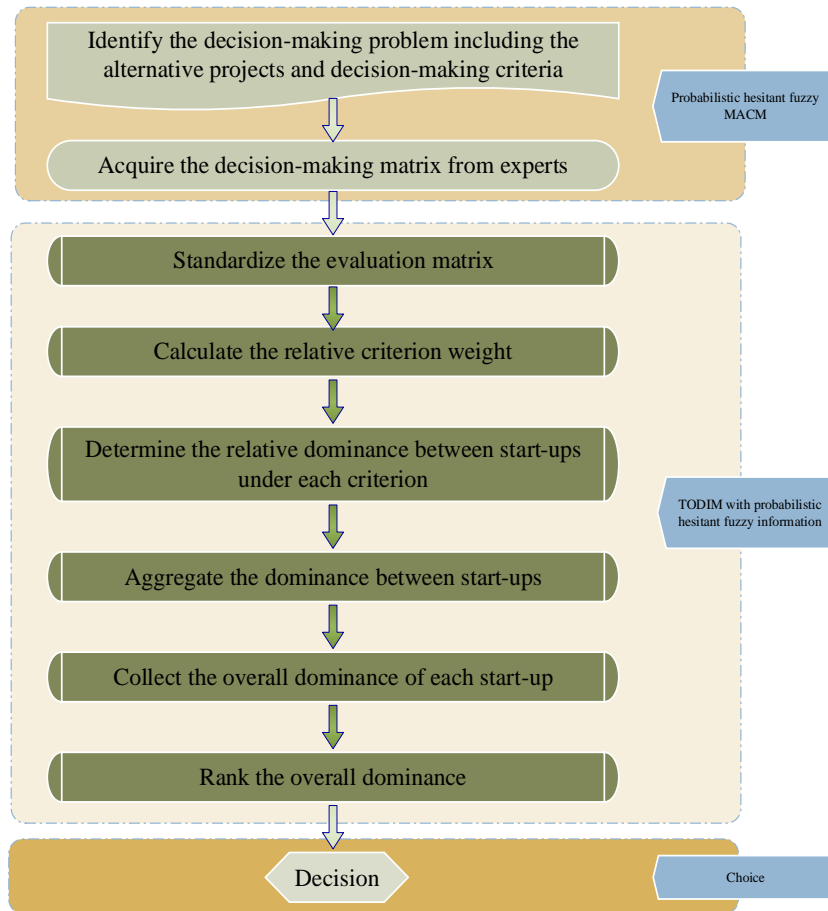 Identify the decision-making problem including the
alternative projects and decision-making criteria
Probabilistic hesitant fuzzy
MACM
Acquire the decision-making matrix from experts
Standardize the evaluation matrix
Calculate the relative criterion weight
Determine the relative dominance between start-ups
under each criterion
TODIM with probabilistic
hesitant fuzzy information
Aggregate the dominance between start-ups
Collect the overall dominance of each start-up
Rank the overall dominance
Decision
Choice